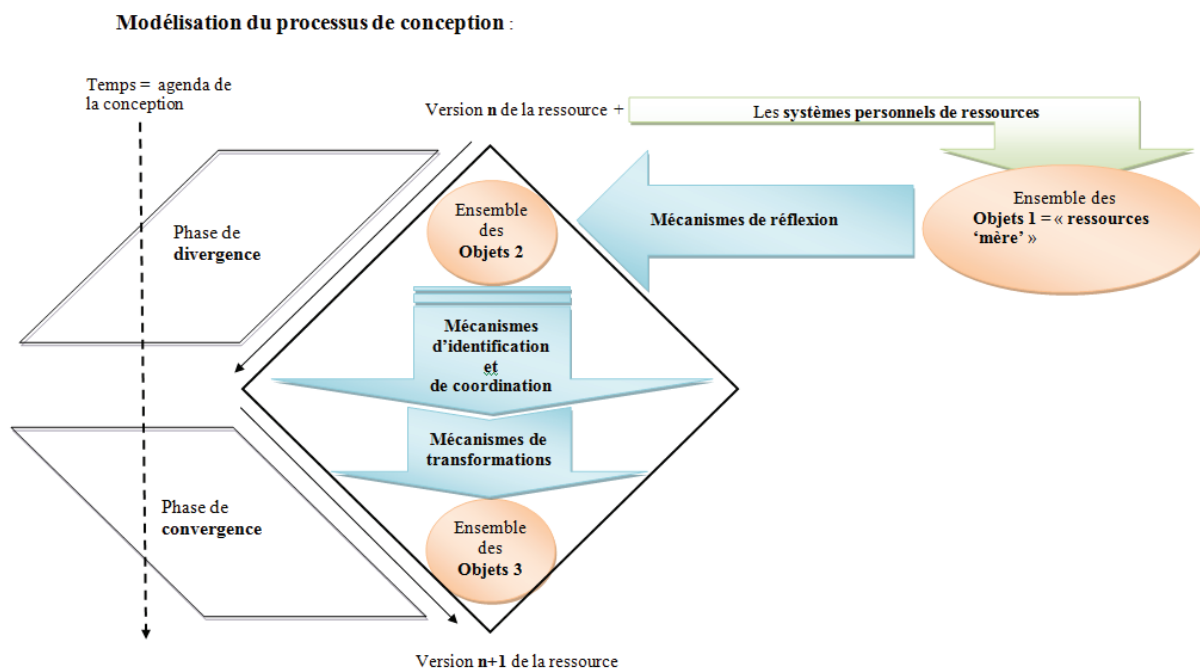 Modélisation du processus de conception :
Temps = agenda de
la conception
Version n de la ressource +
Les systèmes personnels de ressources
Ensemble des
Objets 1 = « ressources
‘mère’ »
Mécanismes de réflexion
Ensemble
des
Objets 2
Phase de
divergence
Mécanismes
d’identification
et
de coordination
Mécanismes de
transformations
Phase de
convergence
Ensemble
des
Objets 3
Version n+1 de la ressource